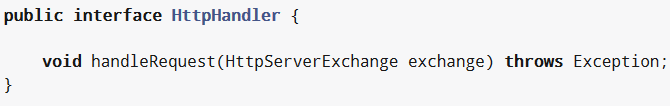 public interface HttpHandler {
    void handleRequest(HttpServerExchange exchange) throws Exception;
}